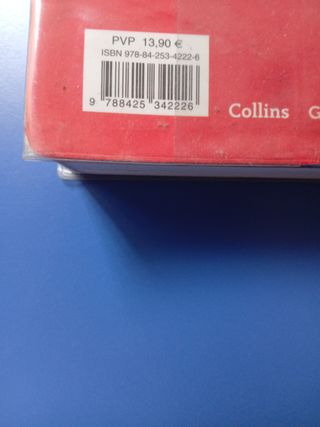 PVP 13,90 €
ISBN 978-84-253-4222-6
9 788425 342226
Collins G